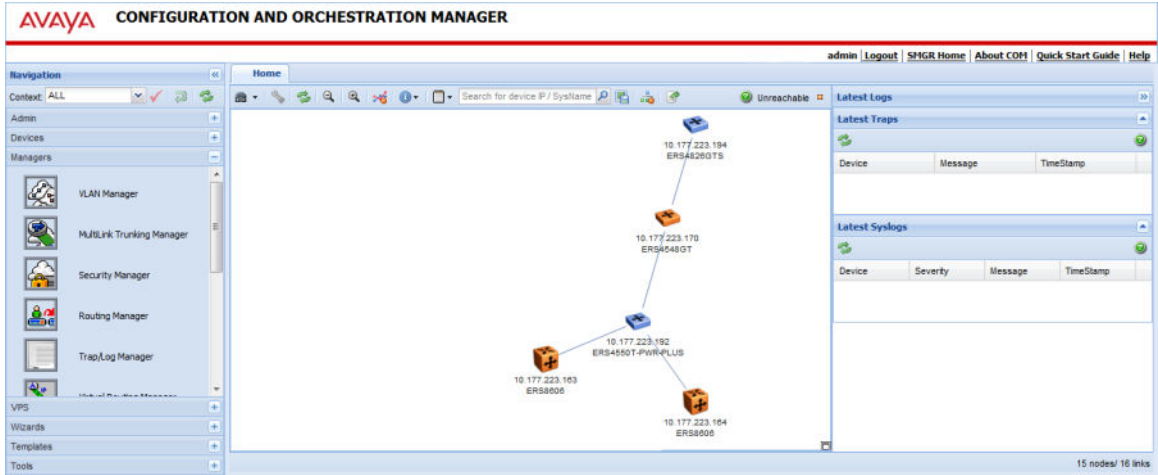 AVAYA CONFIGURATION AND ORCHESTRATION MANAGER
admin | Logout | SMGR Home | About COM | Quick Start Guide | Help
Navigation
Home
Context: ALL
Search for device IP / SysName
Unreachable
Latest Logs
Admin
Devices
Managers
VLAN Manager
MultiLink Trunking Manager
Security Manager
Routing Manager
Trap/Log Manager
VPS
Wizards
Templates
Tools
10.177.223.194
ERS4826GTS
10.177.223.170
ERS4548GT
10.177.223.192
ERS4550T-PWR-PLUS
10.177.223.163
ERS8606
10.177.223.164
ERS8606
Latest Traps
Device Message TimeStamp
Latest Syslogs
Device Severity Message TimeStamp
15 nodes/ 16 links